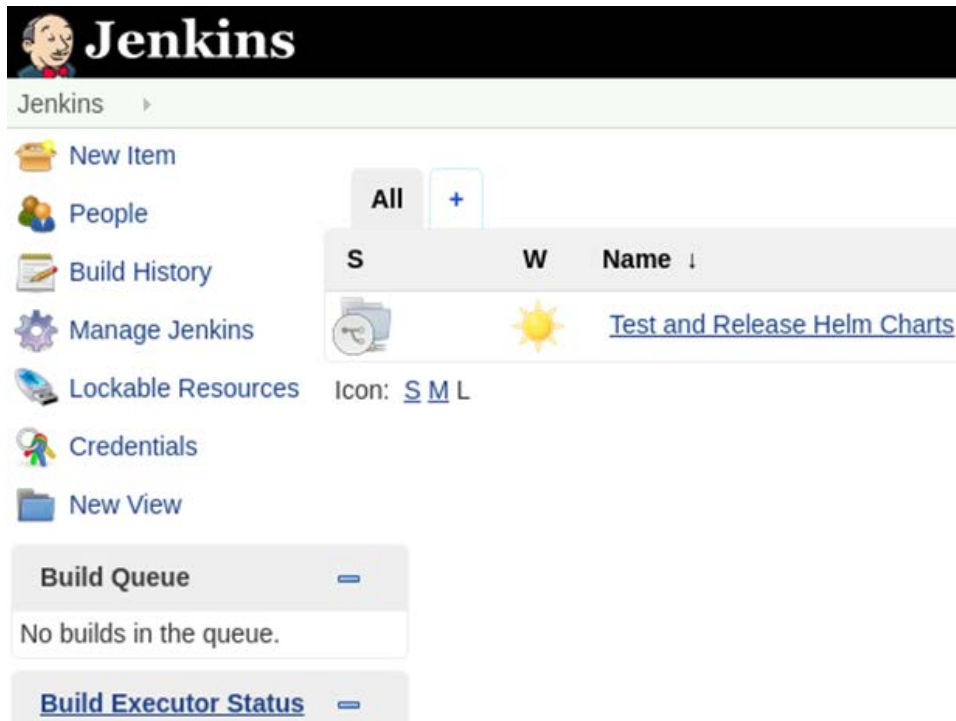 Jenkins
Jenkins
New Item
People
Build History
Manage Jenkins
Lockable Resources
Credentials
New View
All +
S W Name ↓
Test and Release Helm Charts
Icon: S M L
Build Queue
No builds in the queue.
Build Executor Status